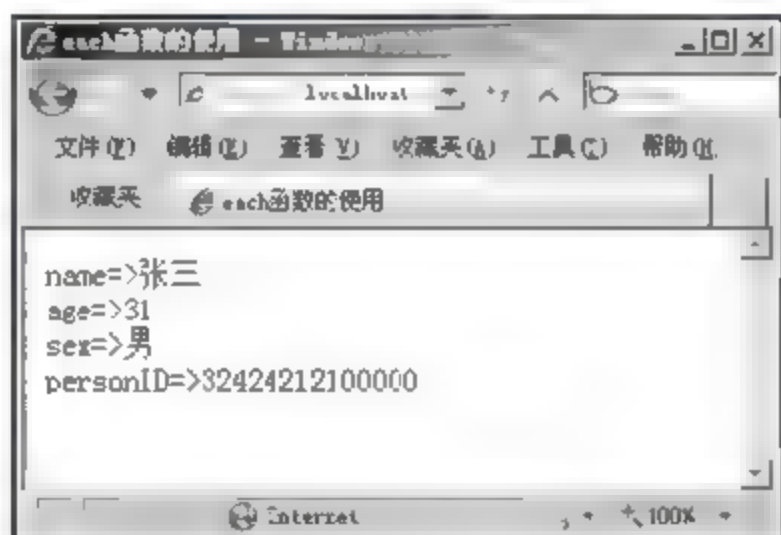 each函数的使用 - Windows
localhost
文件(F) 编辑(E) 查看(V) 收藏夹(A) 工具(T) 帮助(H)
收藏夹 each函数的使用
name=>张三
age=>31
sex=>男
personID=>32424212100000
Internet 100%